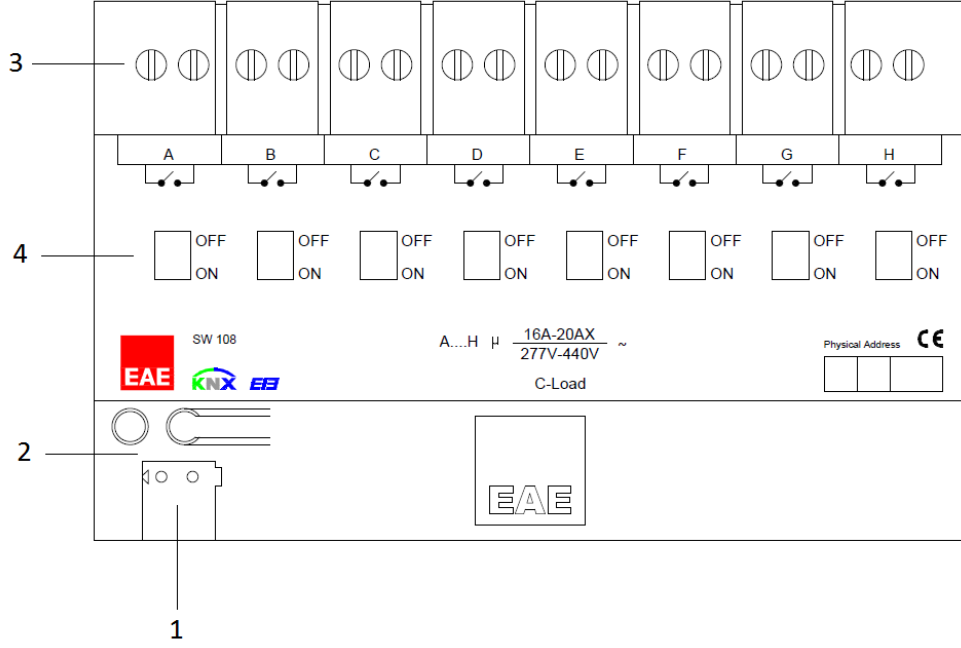 3
A B C D E F G H
4
OFF OFF OFF OFF OFF OFF OFF OFF
ON ON ON ON ON ON ON ON
EAE
SW 108
KNX EIB
A....H µ 16A-20AX
277V-440V ~
C-Load
Physical Address CE
2
EAE
1